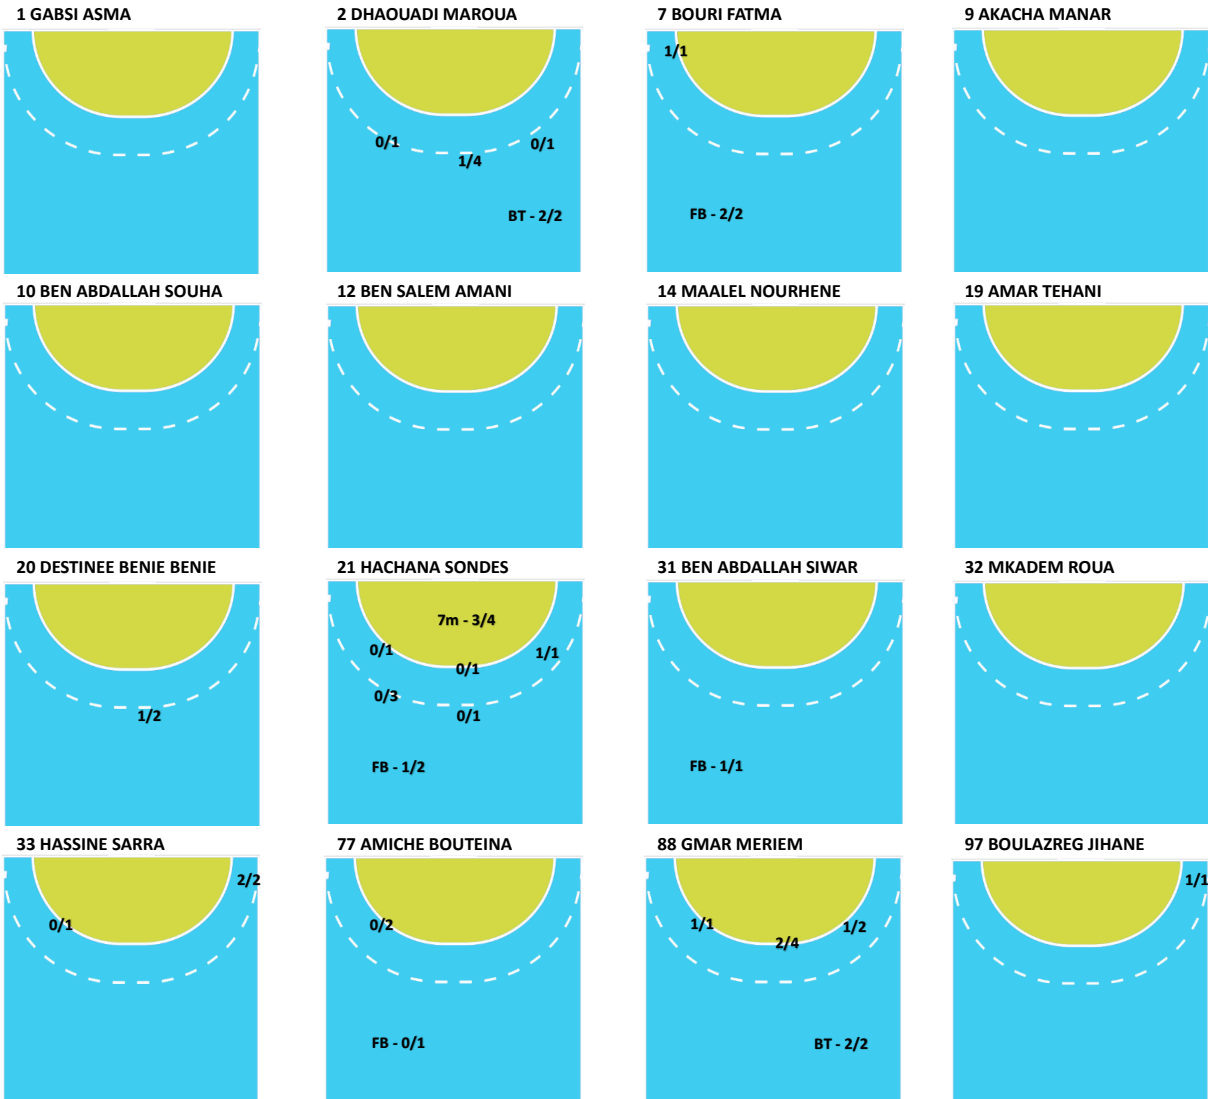 1 GABSI ASMA
2 DHAOUADI MAROUA
7 BOURI FATMA
9 AKACHA MANAR
0/1
1/4
0/1
BT - 2/2
1/1
FB - 2/2
10 BEN ABDALLAH SOUHA
12 BEN SALEM AMANI
14 MAALEL NOURHENE
19 AMAR TEHANI
20 DESTINEE BENIE BENIE
21 HACHANA SONDES
31 BEN ABDALLAH SIWAR
32 MKADEM ROUA
1/2
7m - 3/4
0/1
0/1
1/1
0/3
0/1
FB - 1/2
FB - 1/1
33 HASSINE SARRA
77 AMICHE BOUTEINA
88 GMAR MERIEM
97 BOULAZREG JIHANE
2/2
0/1
0/2
FB - 0/1
1/1
2/4
1/2
BT - 2/2
1/1